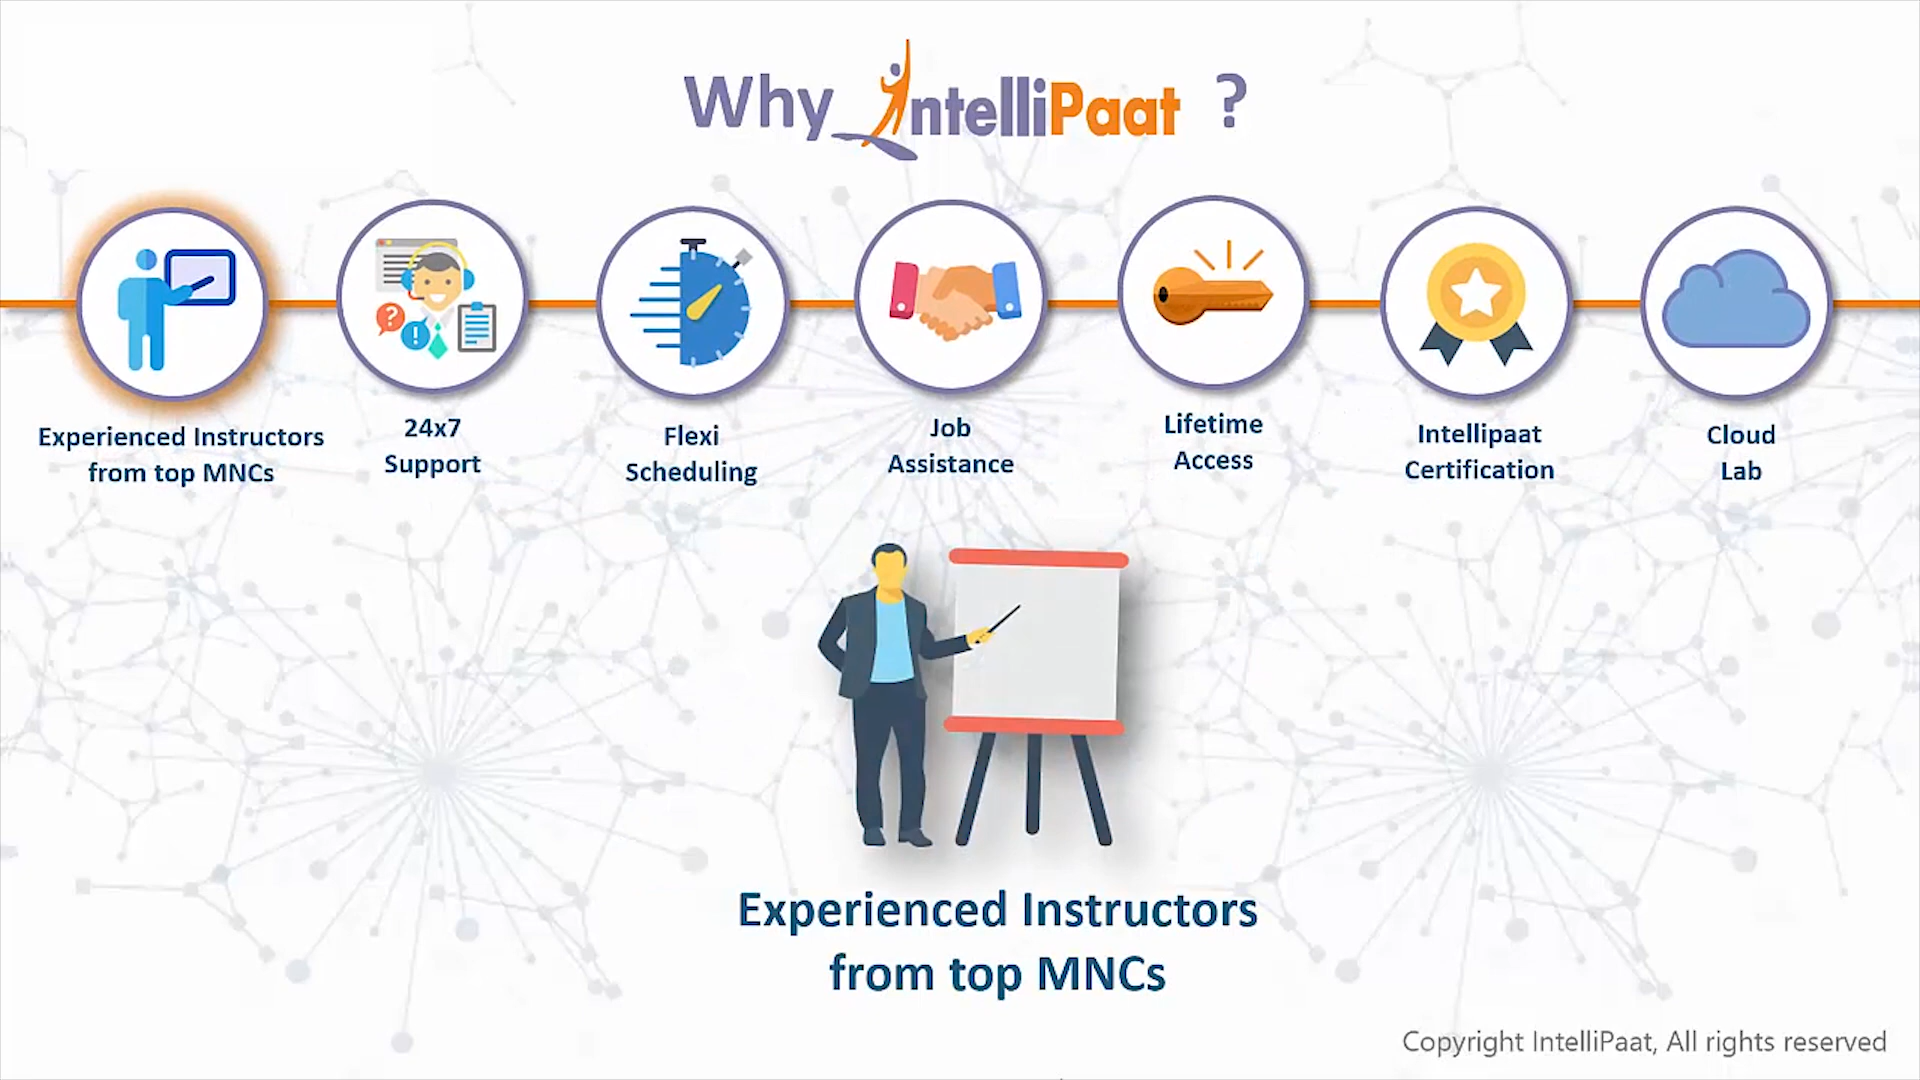 Why IntelliPaat ?
Experienced Instructors
from top MNCs
24x7
Support
Flexi
Scheduling
Job
Assistance
Lifetime
Access
Intellipaat
Certification
Cloud
Lab
Experienced Instructors
from top MNCs
Copyright IntelliPaat, All rights reserved